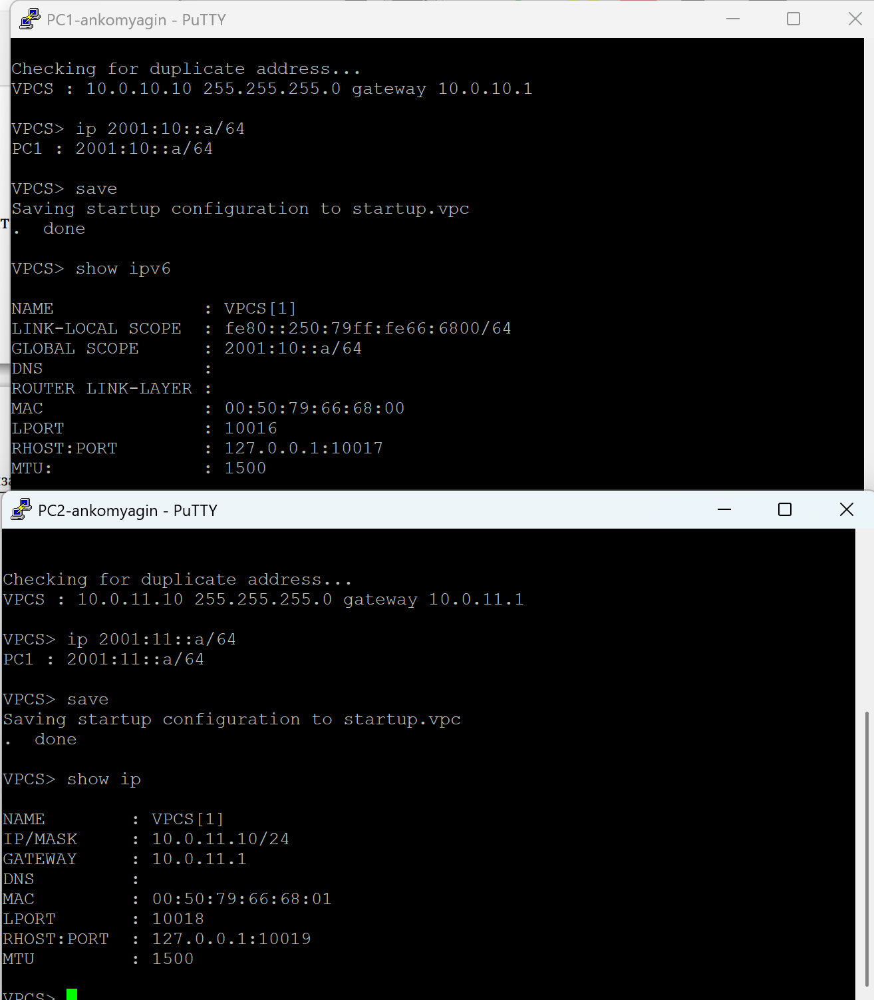 PC1-ankomyagin - PuTTY
Checking for duplicate address...
VPCS : 10.0.10.10 255.255.255.0 gateway 10.0.10.1
VPCS> ip 2001:10::a/64
PC1 : 2001:10::a/64
VPCS> save
Saving startup configuration to startup.vpc
.  done
VPCS> show ipv6
NAME              : VPCS[1]
LINK-LOCAL SCOPE  : fe80::250:79ff:fe66:6800/64
GLOBAL SCOPE      : 2001:10::a/64
DNS               :
ROUTER LINK-LAYER :
MAC               : 00:50:79:66:68:00
LPORT             : 10016
RHOST:PORT        : 127.0.0.1:10017
MTU:              : 1500
PC2-ankomyagin - PuTTY
Checking for duplicate address...
VPCS : 10.0.11.10 255.255.255.0 gateway 10.0.11.1
VPCS> ip 2001:11::a/64
PC1 : 2001:11::a/64
VPCS> save
Saving startup configuration to startup.vpc
.  done
VPCS> show ip
NAME        : VPCS[1]
IP/MASK     : 10.0.11.10/24
GATEWAY     : 10.0.11.1
DNS         :
MAC         : 00:50:79:66:68:01
LPORT       : 10018
RHOST:PORT  : 127.0.0.1:10019
MTU         : 1500
VPCS>